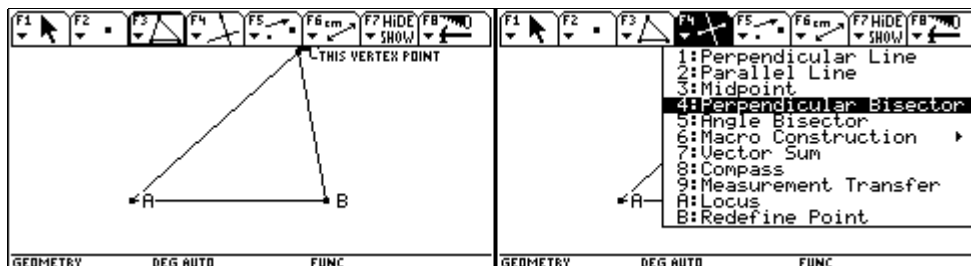 F1 F2 F3 F4 F5 F6 cm F7 HiDE SHOW F8
THIS VERTEX POINT
A B
GEOMETRY DEG AUTO FUNC
F1 F2 F3 F4 F5 F6 cm F7 HiDE SHOW F8
1:Perpendicular Line
2:Parallel Line
3:Midpoint
4:Perpendicular Bisector
5:Angle Bisector
6:Macro Construction
7:Vector Sum
8:Compass
9:Measurement Transfer
A:Locus
B:Redefine Point
A
GEOMETRY DEG AUTO FUNC